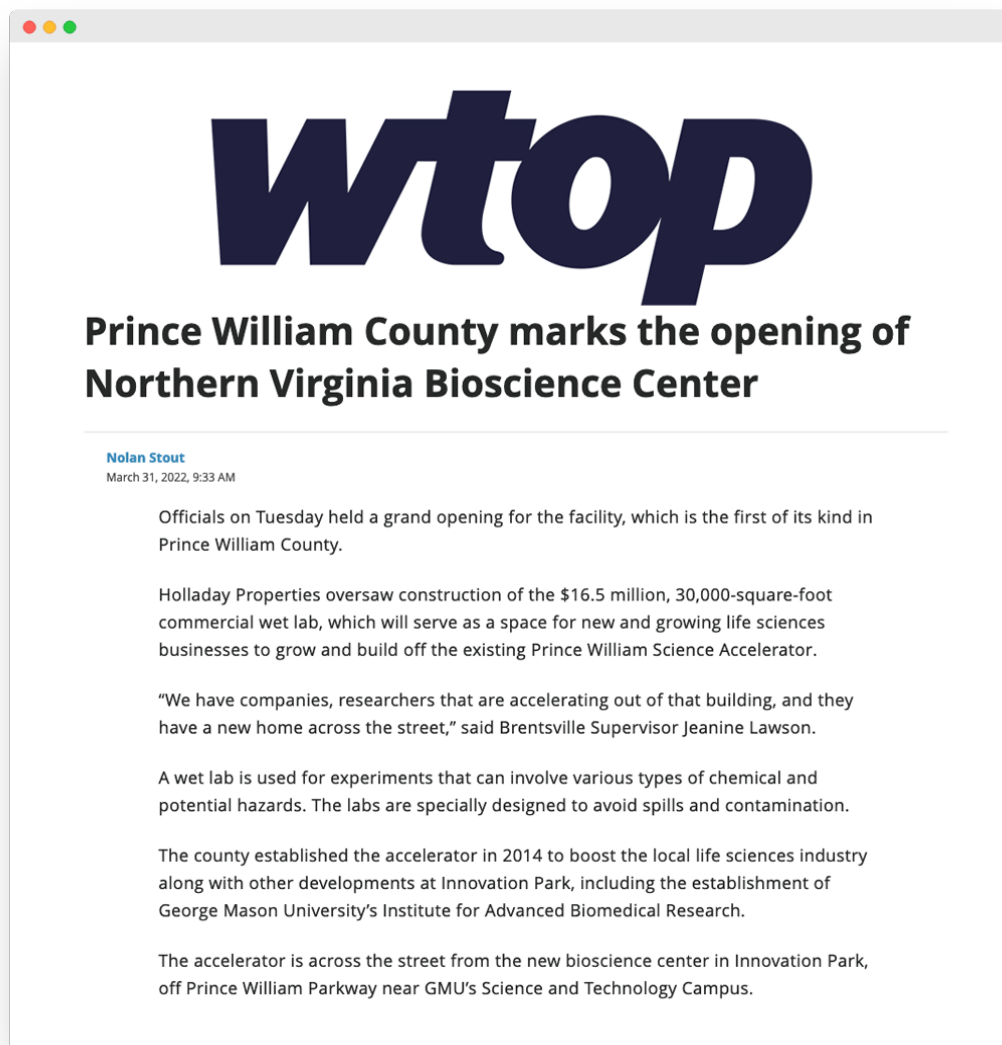 wtop
Prince William County marks the opening of
Northern Virginia Bioscience Center
Nolan Stout
March 31, 2022, 9:33 AM
Officials on Tuesday held a grand opening for the facility, which is the first of its kind in
Prince William County.
Holladay Properties oversaw construction of the $16.5 million, 30,000-square-foot
commercial wet lab, which will serve as a space for new and growing life sciences
businesses to grow and build off the existing Prince William Science Accelerator.
“We have companies, researchers that are accelerating out of that building, and they
have a new home across the street,” said Brentsville Supervisor Jeanine Lawson.
A wet lab is used for experiments that can involve various types of chemical and
potential hazards. The labs are specially designed to avoid spills and contamination.
The county established the accelerator in 2014 to boost the local life sciences industry
along with other developments at Innovation Park, including the establishment of
George Mason University’s Institute for Advanced Biomedical Research.
The accelerator is across the street from the new bioscience center in Innovation Park,
off Prince William Parkway near GMU’s Science and Technology Campus.